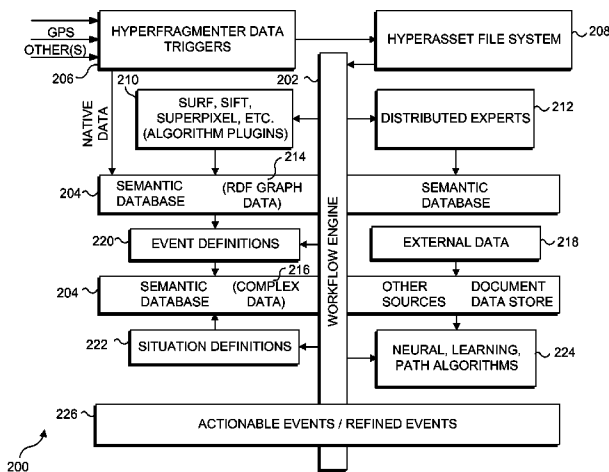 GPS
OTHER(S)
206
HYPERFRAGMENTER DATA
TRIGGERS
HYPERASSET FILE SYSTEM
208
NATIVE
DATA
210
202
SURF, SIFT,
SUPERPIXEL, ETC.
(ALGORITHM PLUGINS)
DISTRIBUTED EXPERTS
212
214
204
SEMANTIC
DATABASE
(RDF GRAPH
DATA)
SEMANTIC
DATABASE
WORKFLOW ENGINE
220
EVENT DEFINITIONS
EXTERNAL DATA
218
216
204
SEMANTIC
DATABASE
(COMPLEX
DATA)
OTHER
SOURCES
DOCUMENT
DATA STORE
222
SITUATION DEFINITIONS
NEURAL, LEARNING,
PATH ALGORITHMS
224
226
ACTIONABLE EVENTS / REFINED EVENTS
200